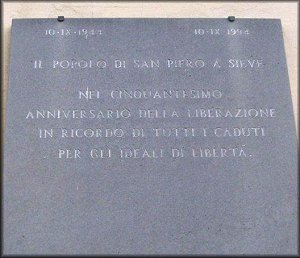 10·IX·1944 10·IX·1994
IL POPOLO DI SAN PIERO A SIEVE
NEL CINQUANTESIMO
ANNIVERSARIO DELLA LIBERAZIONE
IN RICORDO DI TUTTI I CADUTI
PER GLI IDEALI DI LIBERTÁ.